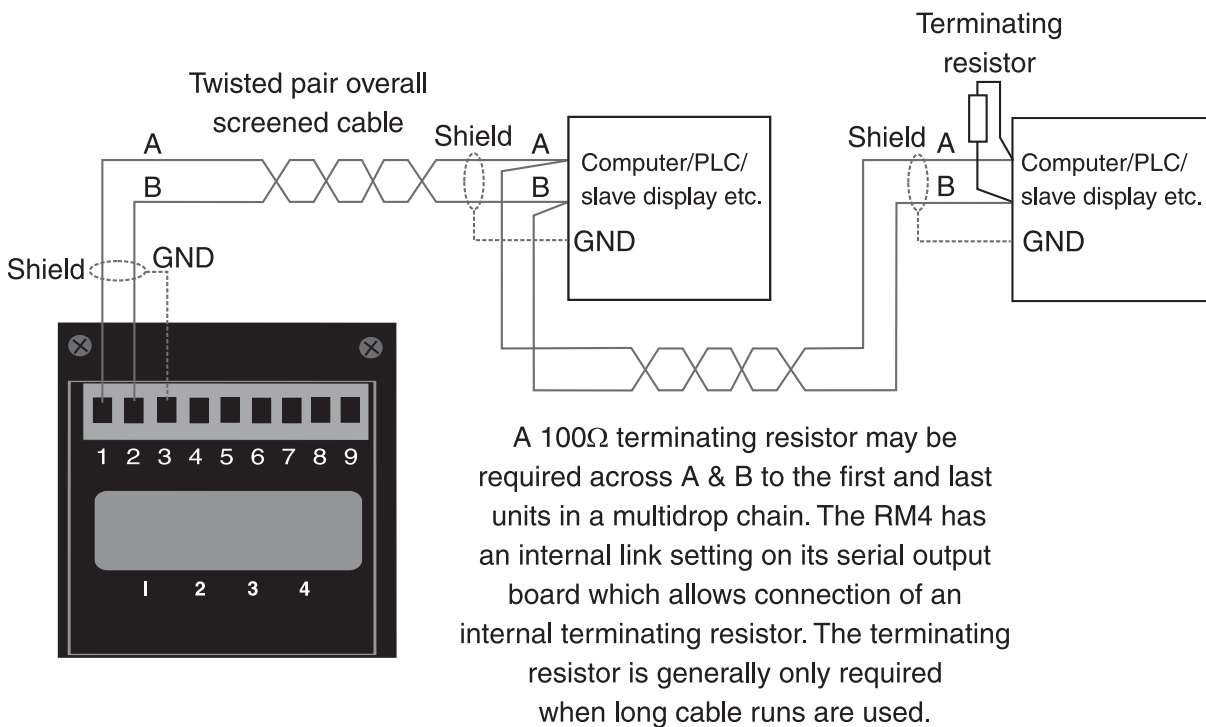 Terminating
resistor
Twisted pair overall
screened cable
Shield
A
B
A
B
Computer/PLC/
slave display etc.
GND
Shield
A
B
Computer/PLC/
slave display etc.
GND
Shield
GND
1 2 3 4 5 6 7 8 9
1 2 3 4
A 100Ω terminating resistor may be
required across A & B to the first and last
units in a multidrop chain. The RM4 has
an internal link setting on its serial output
board which allows connection of an
internal terminating resistor. The terminating
resistor is generally only required
when long cable runs are used.